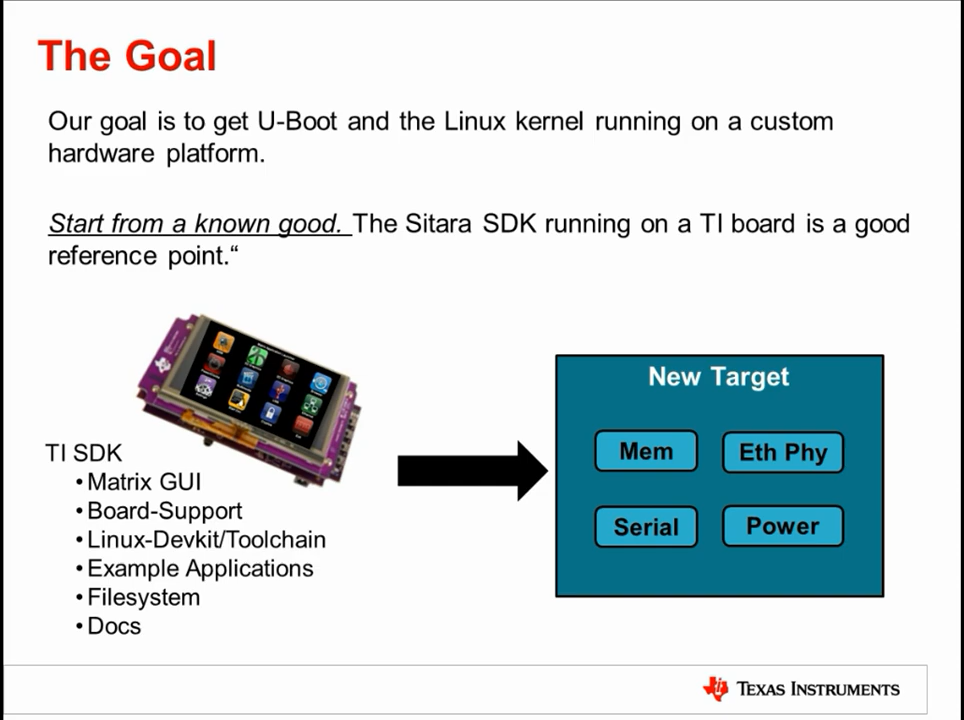 The Goal
Our goal is to get U-Boot and the Linux kernel running on a custom
hardware platform.
Start from a known good. The Sitara SDK running on a TI board is a good
reference point.“
TI SDK
•Matrix GUI
•Board-Support
•Linux-Devkit/Toolchain
•Example Applications
•Filesystem
•Docs
New Target
Mem
Eth Phy
Serial
Power
TEXAS INSTRUMENTS